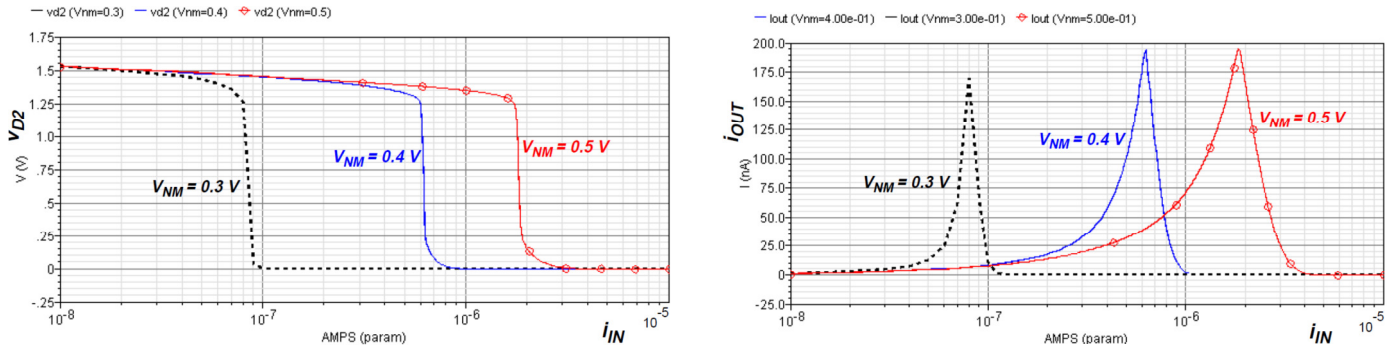 vd2 (Vnm=0.3) vd2 (Vnm=0.4) vd2 (Vnm=0.5)
1.75
1.5
1.25
1.0
.75
.5
.25
0
-.25
V (V)
vD2
VNM = 0.3 V
VNM = 0.4 V
VNM = 0.5 V
10-8
10-7
10-6
10-5
AMPS (param)
iIN
Iout (Vnm=4.00e-01) Iout (Vnm=3.00e-01) Iout (Vnm=5.00e-01)
200.0
175.0
150.0
125.0
100.0
75.0
50.0
25.0
0
-25.0
I (nA)
iOUT
VNM = 0.3 V
VNM = 0.4 V
VNM = 0.5 V
10-8
10-7
10-6
10-5
AMPS (param)
iIN